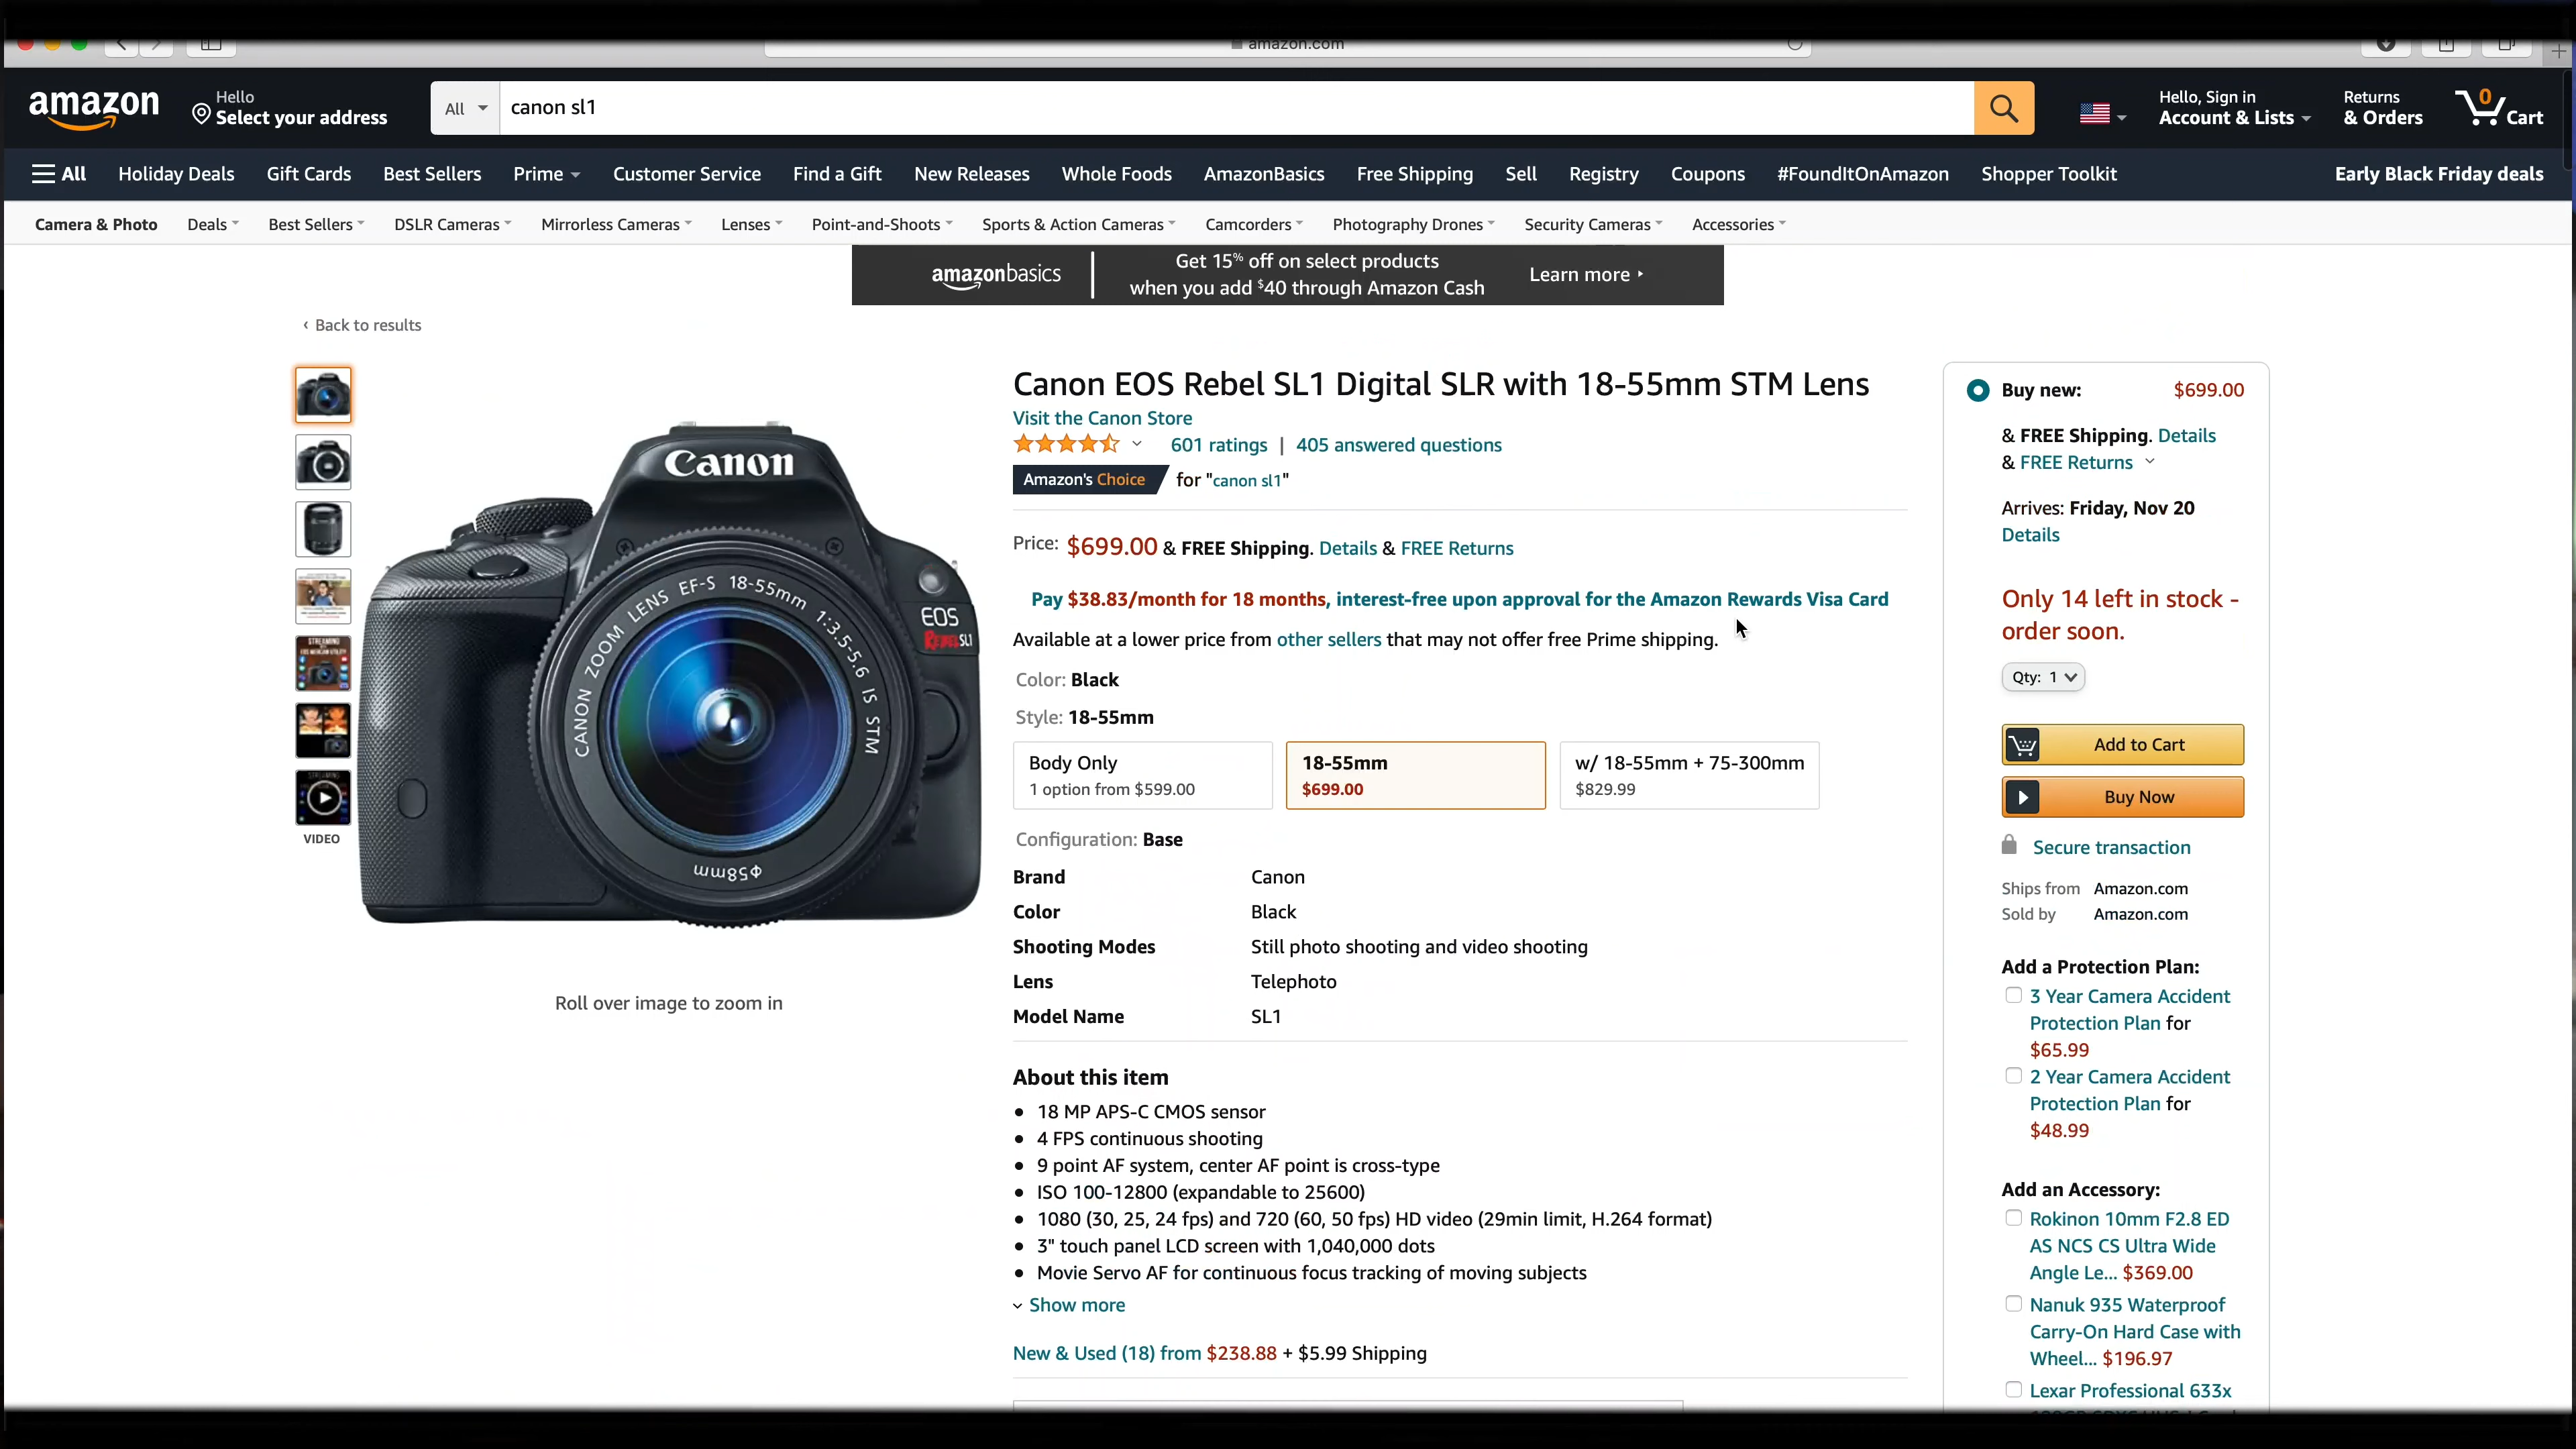 amazon.com
amazon
Hello
Select your address
All
canon sl1
Hello, Sign in
Account & Lists
Returns
& Orders
0
Cart
All Holiday Deals Gift Cards Best Sellers Prime Customer Service Find a Gift New Releases Whole Foods AmazonBasics Free Shipping Sell Registry Coupons #FoundItOnAmazon Shopper Toolkit Early Black Friday deals
Camera & Photo Deals Best Sellers DSLR Cameras Mirrorless Cameras Lenses Point-and-Shoots Sports & Action Cameras Camcorders Photography Drones Security Cameras Accessories
amazonbasics
Get 15% off on select products
when you add $40 through Amazon Cash
Learn more
‹ Back to results
VIDEO
Canon
CANON ZOOM LENS EF-S 18-55mm 1:3.5-5.6 IS STM
EOS
REBEL SL1
Φ58mm
Roll over image to zoom in
Canon EOS Rebel SL1 Digital SLR with 18-55mm STM Lens
Visit the Canon Store
601 ratings | 405 answered questions
Amazon's Choice for "canon sl1"
Price: $699.00 & FREE Shipping. Details & FREE Returns
Pay $38.83/month for 18 months, interest-free upon approval for the Amazon Rewards Visa Card
Available at a lower price from other sellers that may not offer free Prime shipping.
Color: Black
Style: 18-55mm
Body Only
1 option from $599.00
18-55mm
$699.00
w/ 18-55mm + 75-300mm
$829.99
Configuration: Base
Brand Canon
Color Black
Shooting Modes Still photo shooting and video shooting
Lens Telephoto
Model Name SL1
About this item
• 18 MP APS-C CMOS sensor
• 4 FPS continuous shooting
• 9 point AF system, center AF point is cross-type
• ISO 100-12800 (expandable to 25600)
• 1080 (30, 25, 24 fps) and 720 (60, 50 fps) HD video (29min limit, H.264 format)
• 3" touch panel LCD screen with 1,040,000 dots
• Movie Servo AF for continuous focus tracking of moving subjects
Show more
New & Used (18) from $238.88 + $5.99 Shipping
Buy new: $699.00
& FREE Shipping. Details
& FREE Returns
Arrives: Friday, Nov 20
Details
Only 14 left in stock -
order soon.
Qty: 1
Add to Cart
Buy Now
Secure transaction
Ships from Amazon.com
Sold by Amazon.com
Add a Protection Plan:
3 Year Camera Accident
Protection Plan for
$65.99
2 Year Camera Accident
Protection Plan for
$48.99
Add an Accessory:
Rokinon 10mm F2.8 ED
AS NCS CS Ultra Wide
Angle Le... $369.00
Nanuk 935 Waterproof
Carry-On Hard Case with
Wheel... $196.97
Lexar Professional 633x